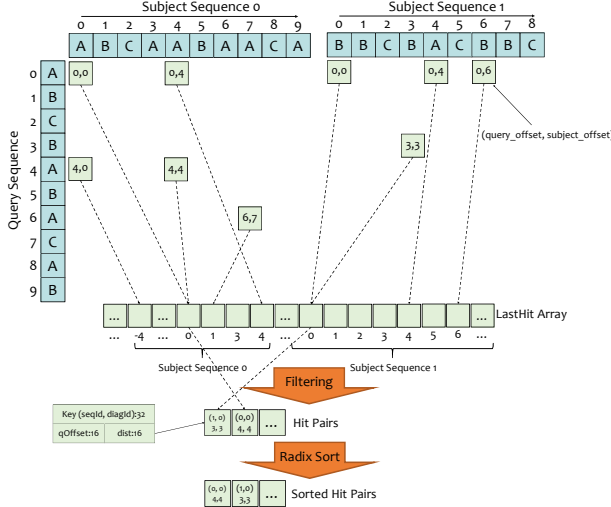 Subject Sequence 0
Subject Sequence 1
0 1 2 3 4 5 6 7 8 9
0 1 2 3 4 5 6 7 8
A B C A A B A A C A
B B C B A C B B C
Query Sequence
0 A 0,0 0,4 0,0 0,4 0,6
1 B
2 C
(query_offset, subject_offset)
3 B 3,3
4 A 4,0 4,4
5 B
6 A 6,7
7 C
8 A
9 B
... ... ... ... LastHit Array
... -4 ... 0 1 3 4 ... 0 1 2 3 4 5 6 ...
Subject Sequence 0
Subject Sequence 1
Filtering
Key (seqId, diagId):32
qOffset:16 dist:16
(1, 0) (0,0) ...
3, 3 4, 4
Hit Pairs
Radix Sort
(0, 0) (1,0) ...
4,4 3,3
Sorted Hit Pairs